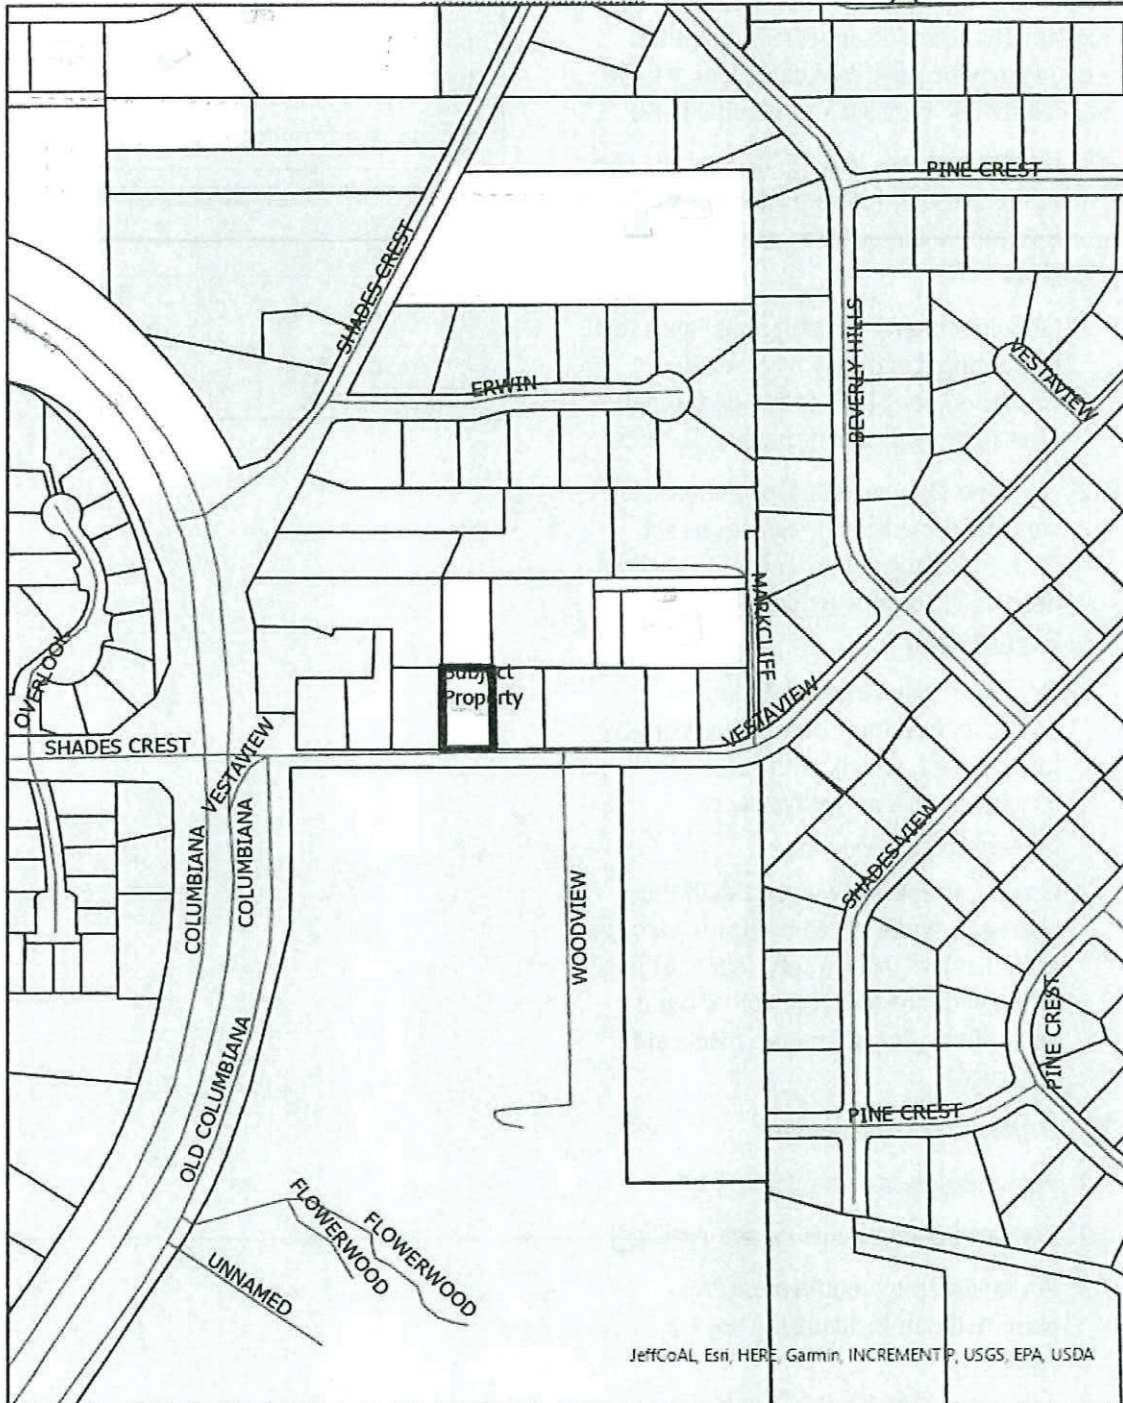 PINE CREST
SHADES CREST
BEVERLY HILLS
VESTAVIEW
ERWIN
MARKCLIFF
OVERLOOK
Subject
Property
VESTAVIEW
SHADES CREST
VESTAVIEW
COLUMBIANA
COLUMBIANA
SHADESVIEW
WOODVIEW
PINE CREST
OLD COLUMBIANA
PINE CREST
FLOWERWOOD
FLOWERWOOD
UNNAMED
JeffCoAL, Esri, HERE, Garmin, INCREMENT P, USGS, EPA, USDA